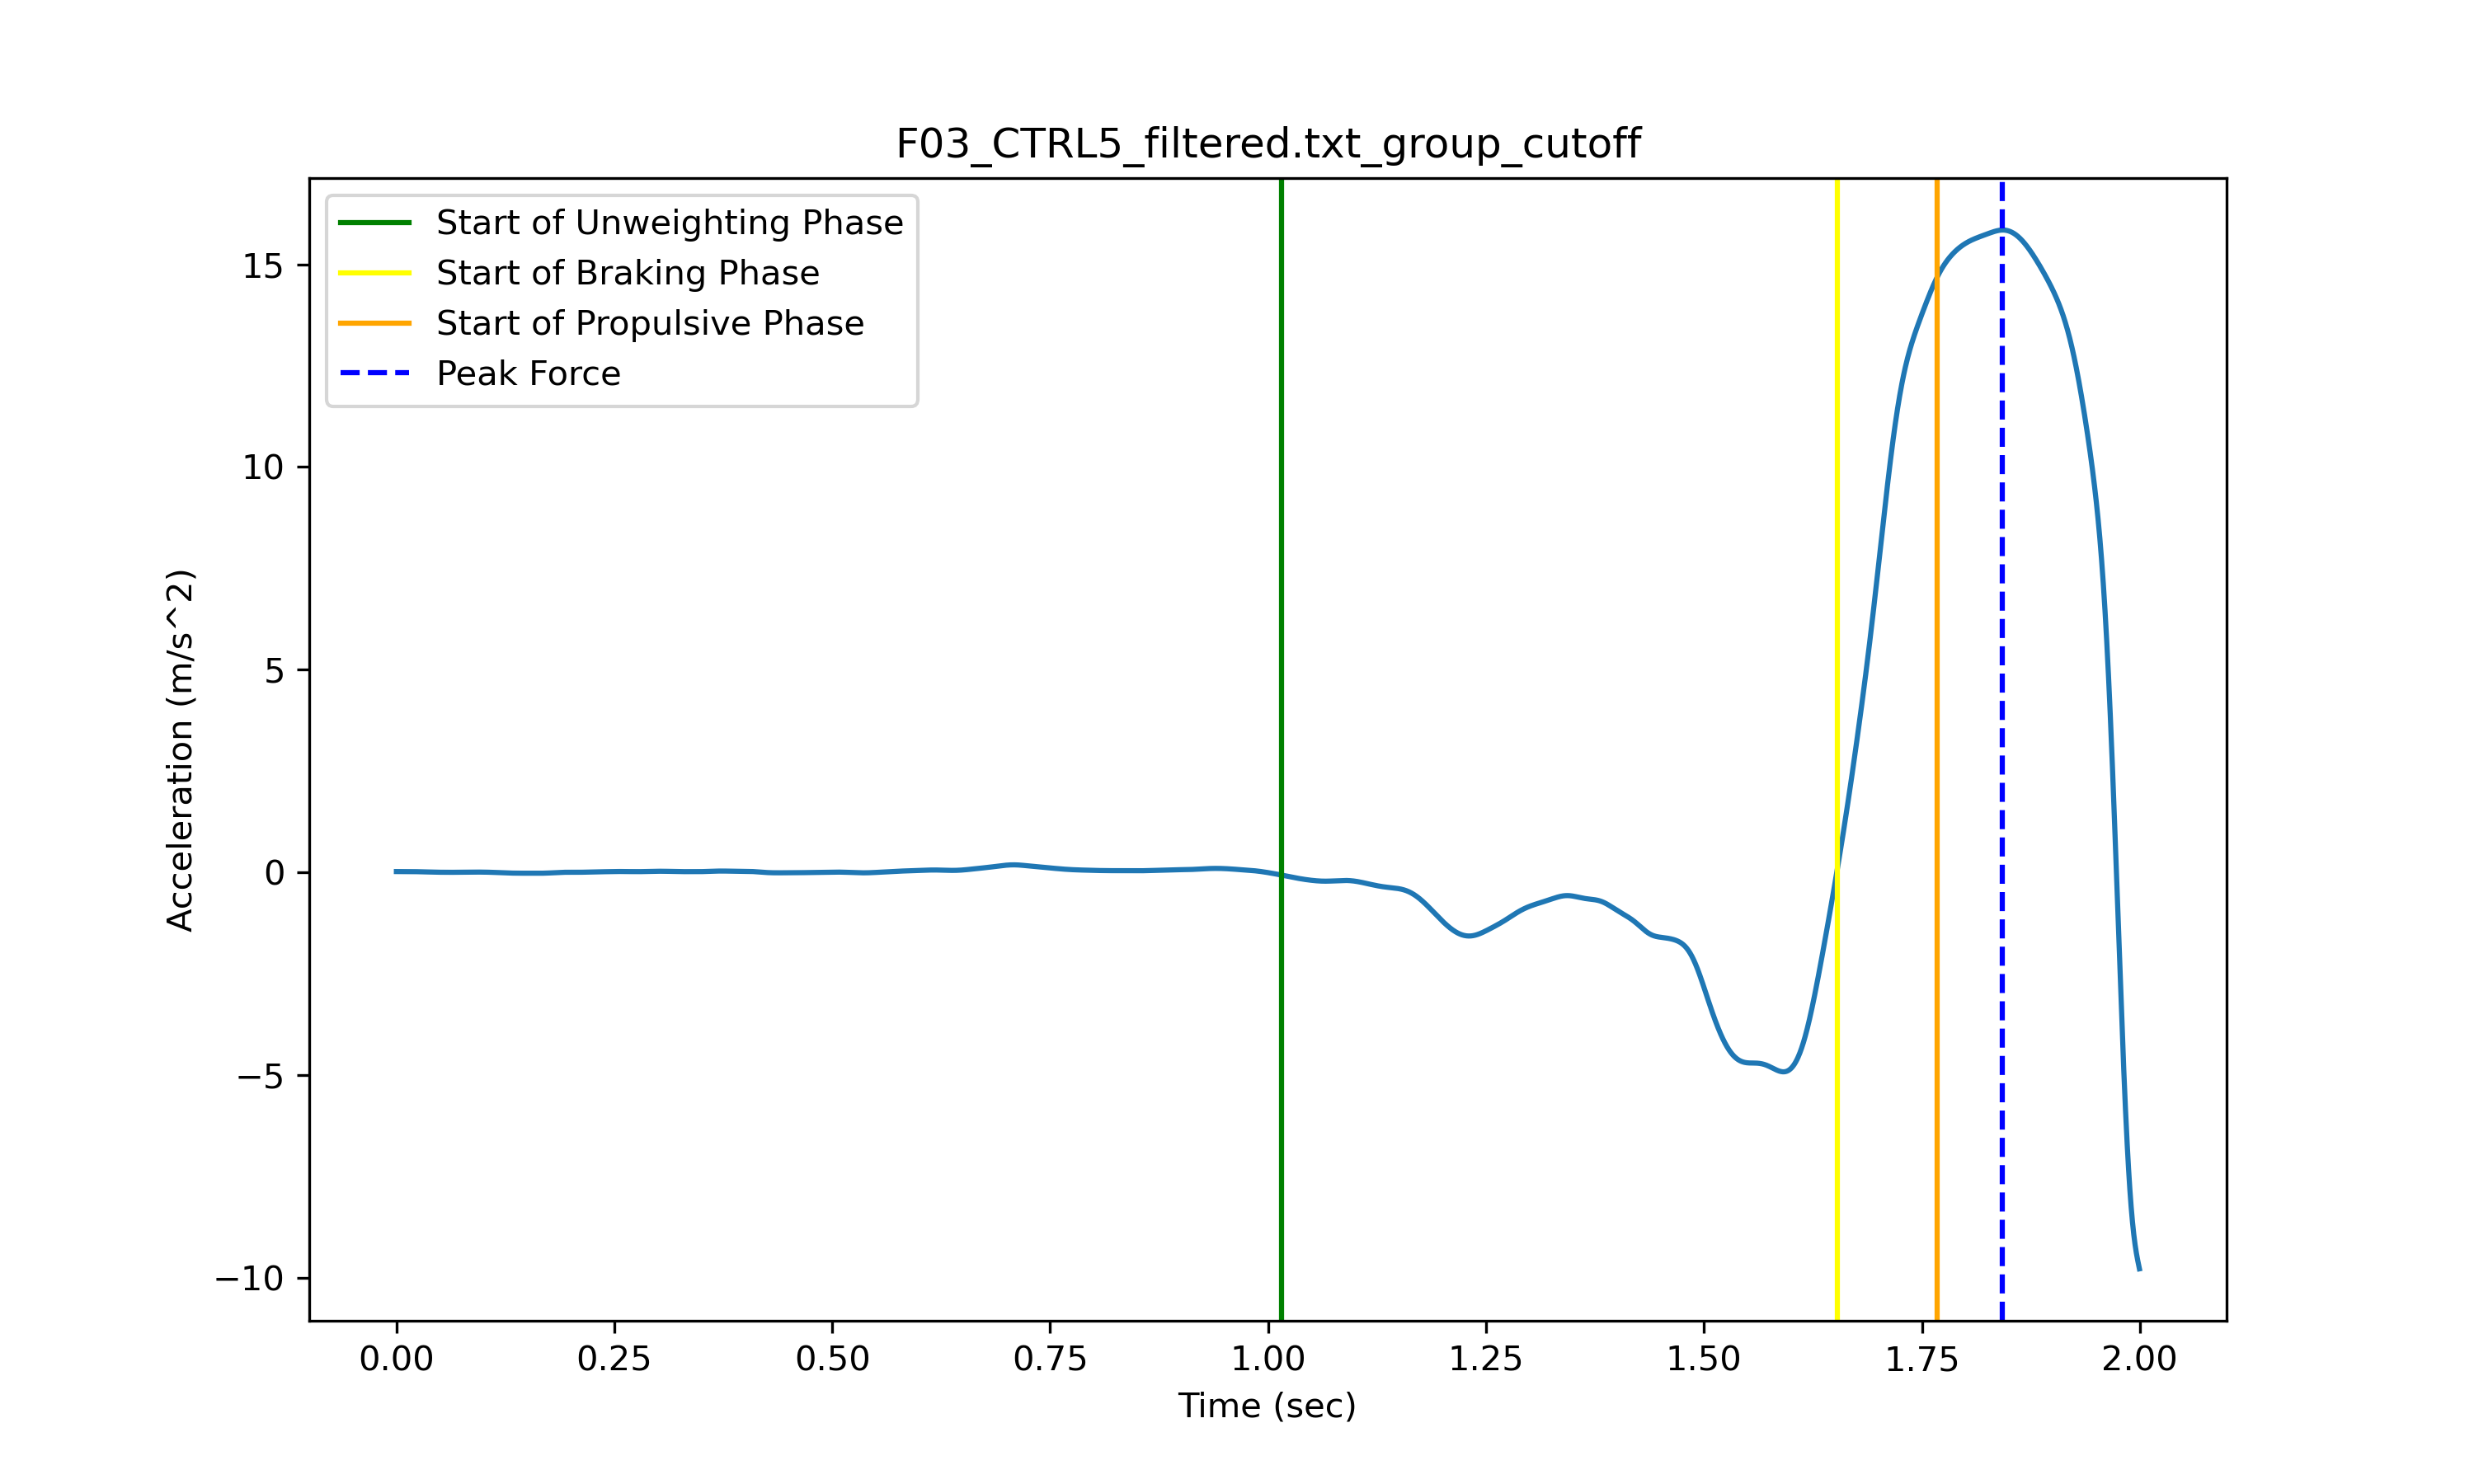 F03_CTRL5_filtered.txt_group_cutoff
Start of Unweighting Phase
Start of Braking Phase
Start of Propulsive Phase
Peak Force
15
10
5
0
−5
−10
Acceleration (m/s^2)
0.00 0.25 0.50 0.75 1.00 1.25 1.50 1.75 2.00
Time (sec)